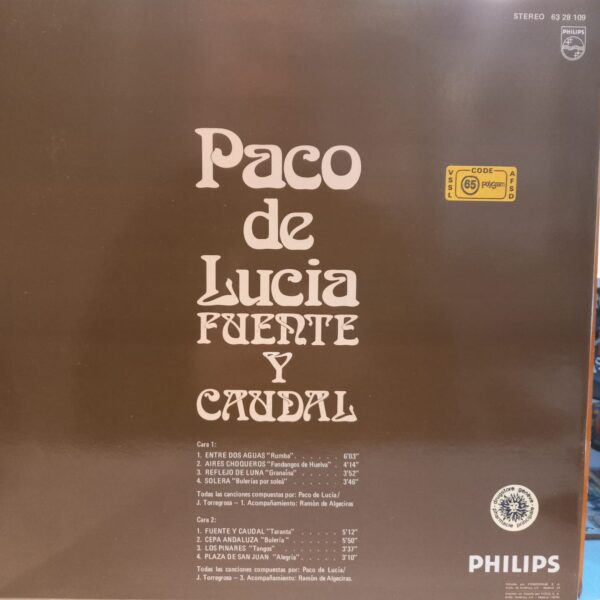 STEREO 63 28 109
PHILIPS
Paco
de
Lucia
FUENTE
Y
CAUDAL
CODE
VSSL
65 polygram
AFSD
Cara 1:
1. ENTRE DOS AGUAS "Rumba" . . . . . . 6'03"
2. AIRES CHOQUEROS "Fandangos de Huelva" . 4'14"
3. REFLEJO DE LUNA "Granaína" . . . . . 3'52"
4. SOLERA "Bulerías por soleá" . . . . . 3'46"
Todas las canciones compuestas por: Paco de Lucía/
J. Torregrosa — 1. Acompañamiento: Ramón de Algeciras
Cara 2:
1. FUENTE Y CAUDAL "Taranta" . . . . . 5'12"
2. CEPA ANDALUZA "Bulería" . . . . . 5'50"
3. LOS PINARES "Tangos" . . . . . . 3'37"
4. PLAZA DE SAN JUAN "Alegría" . . . . 3'10"
Todas las canciones compuestas por: Paco de Lucía/
J. Torregrosa — 3. Acompañamiento: Ramón de Algeciras.
PHILIPS